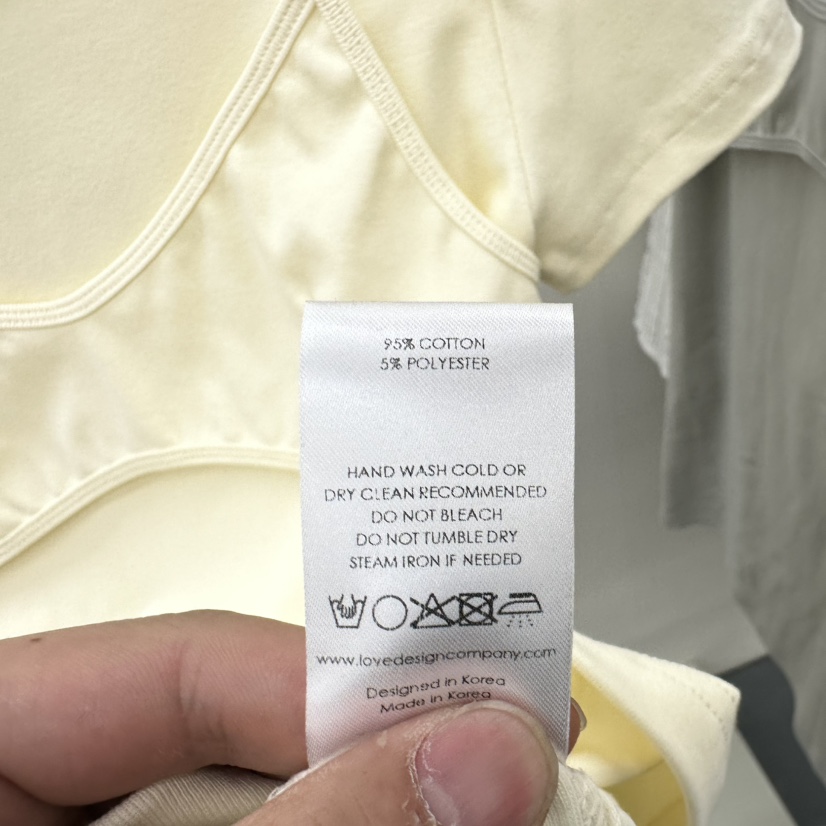 95% COTTON
5% POLYESTER
HAND WASH COLD OR
DRY CLEAN RECOMMENDED
DO NOT BLEACH
DO NOT TUMBLE DRY
STEAM IRON IF NEEDED
www.lovedesigncompany.com
Designed in Korea
Made in Korea